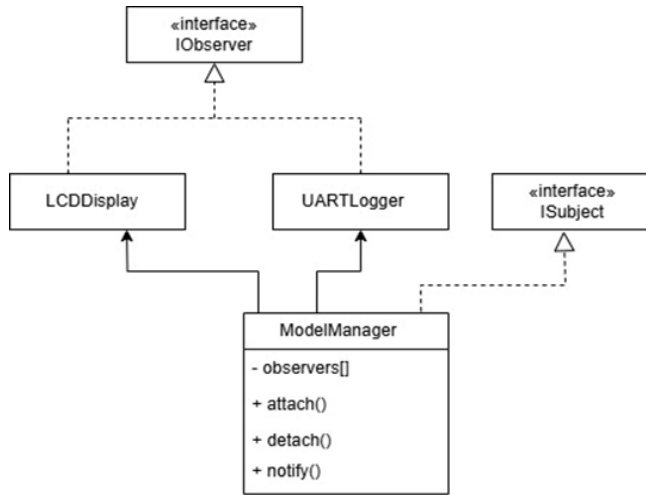 «interface»
IObserver
LCDDisplay
UARTLogger
«interface»
ISubject
ModelManager
- observers[]
+ attach()
+ detach()
+ notify()